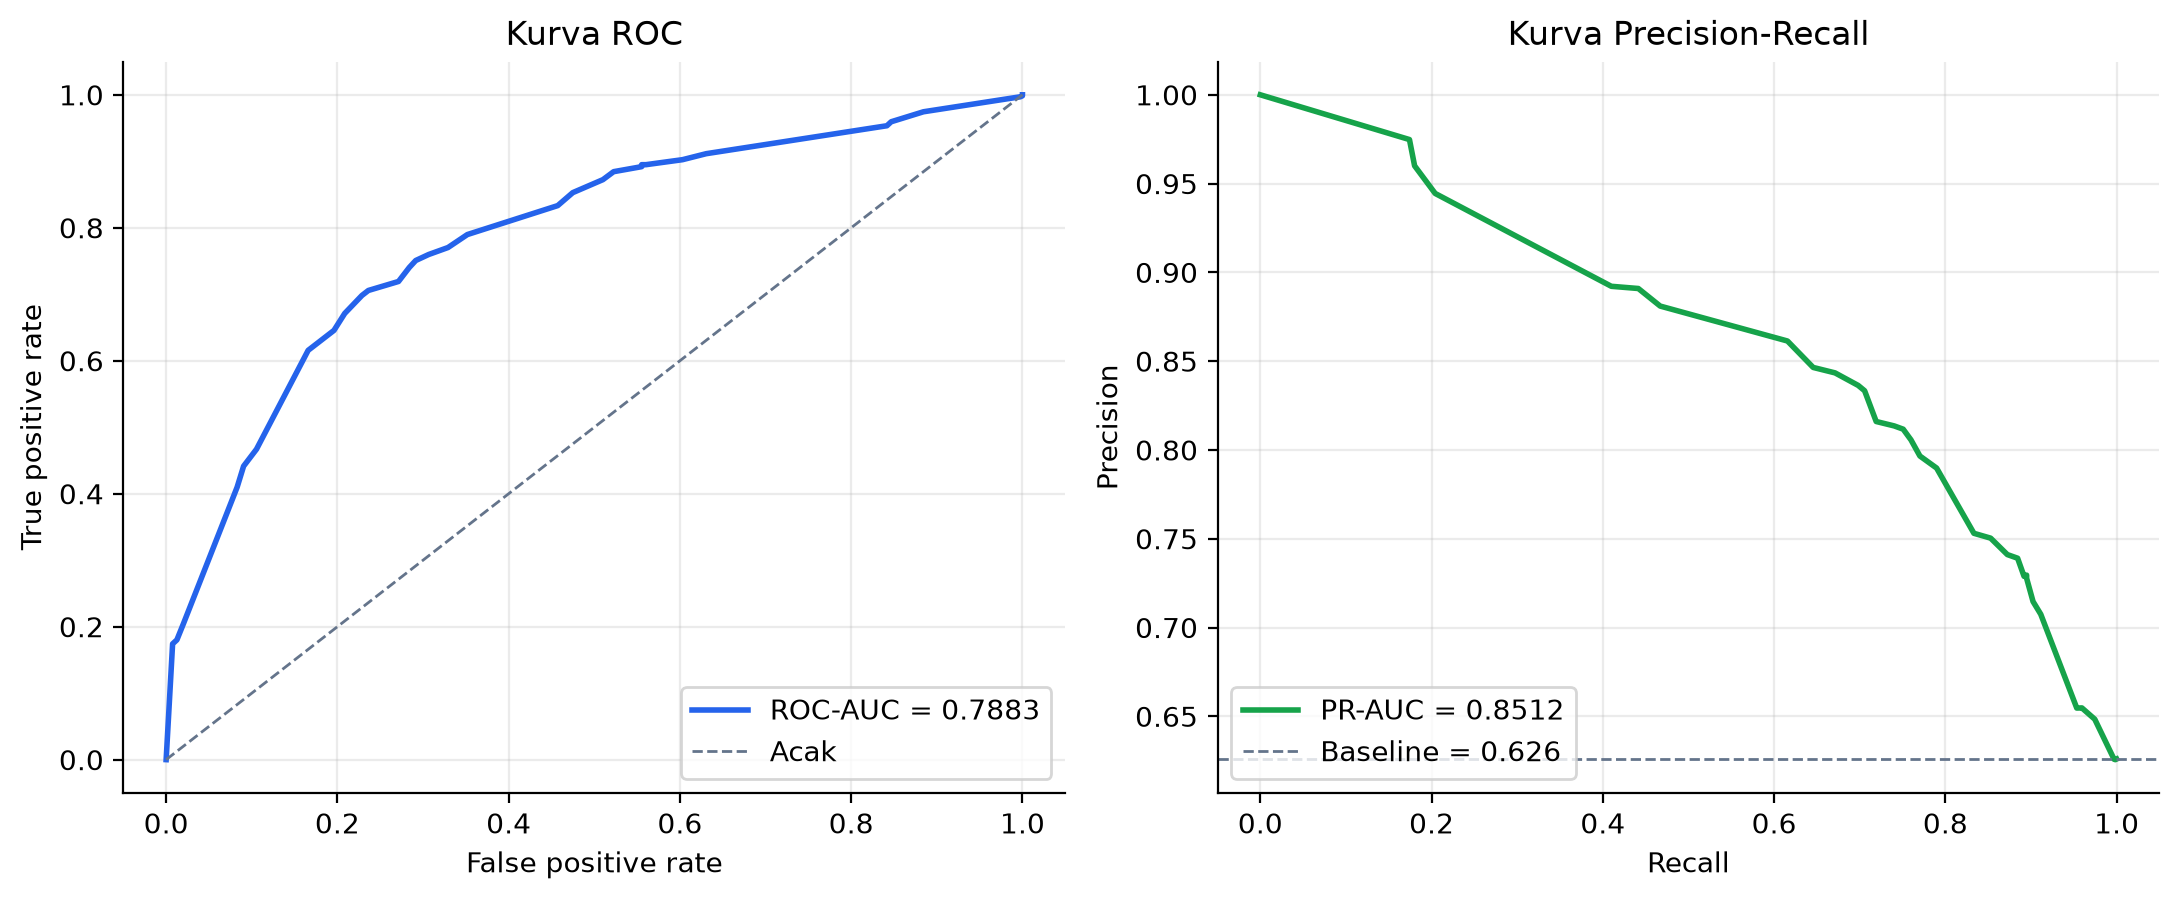 Kurva ROC
True positive rate
1.0
0.8
0.6
0.4
0.2
0.0
0.0 0.2 0.4 0.6 0.8 1.0
False positive rate
ROC-AUC = 0.7883
Acak
Kurva Precision-Recall
Precision
1.00
0.95
0.90
0.85
0.80
0.75
0.70
0.65
0.0 0.2 0.4 0.6 0.8 1.0
Recall
PR-AUC = 0.8512
Baseline = 0.626